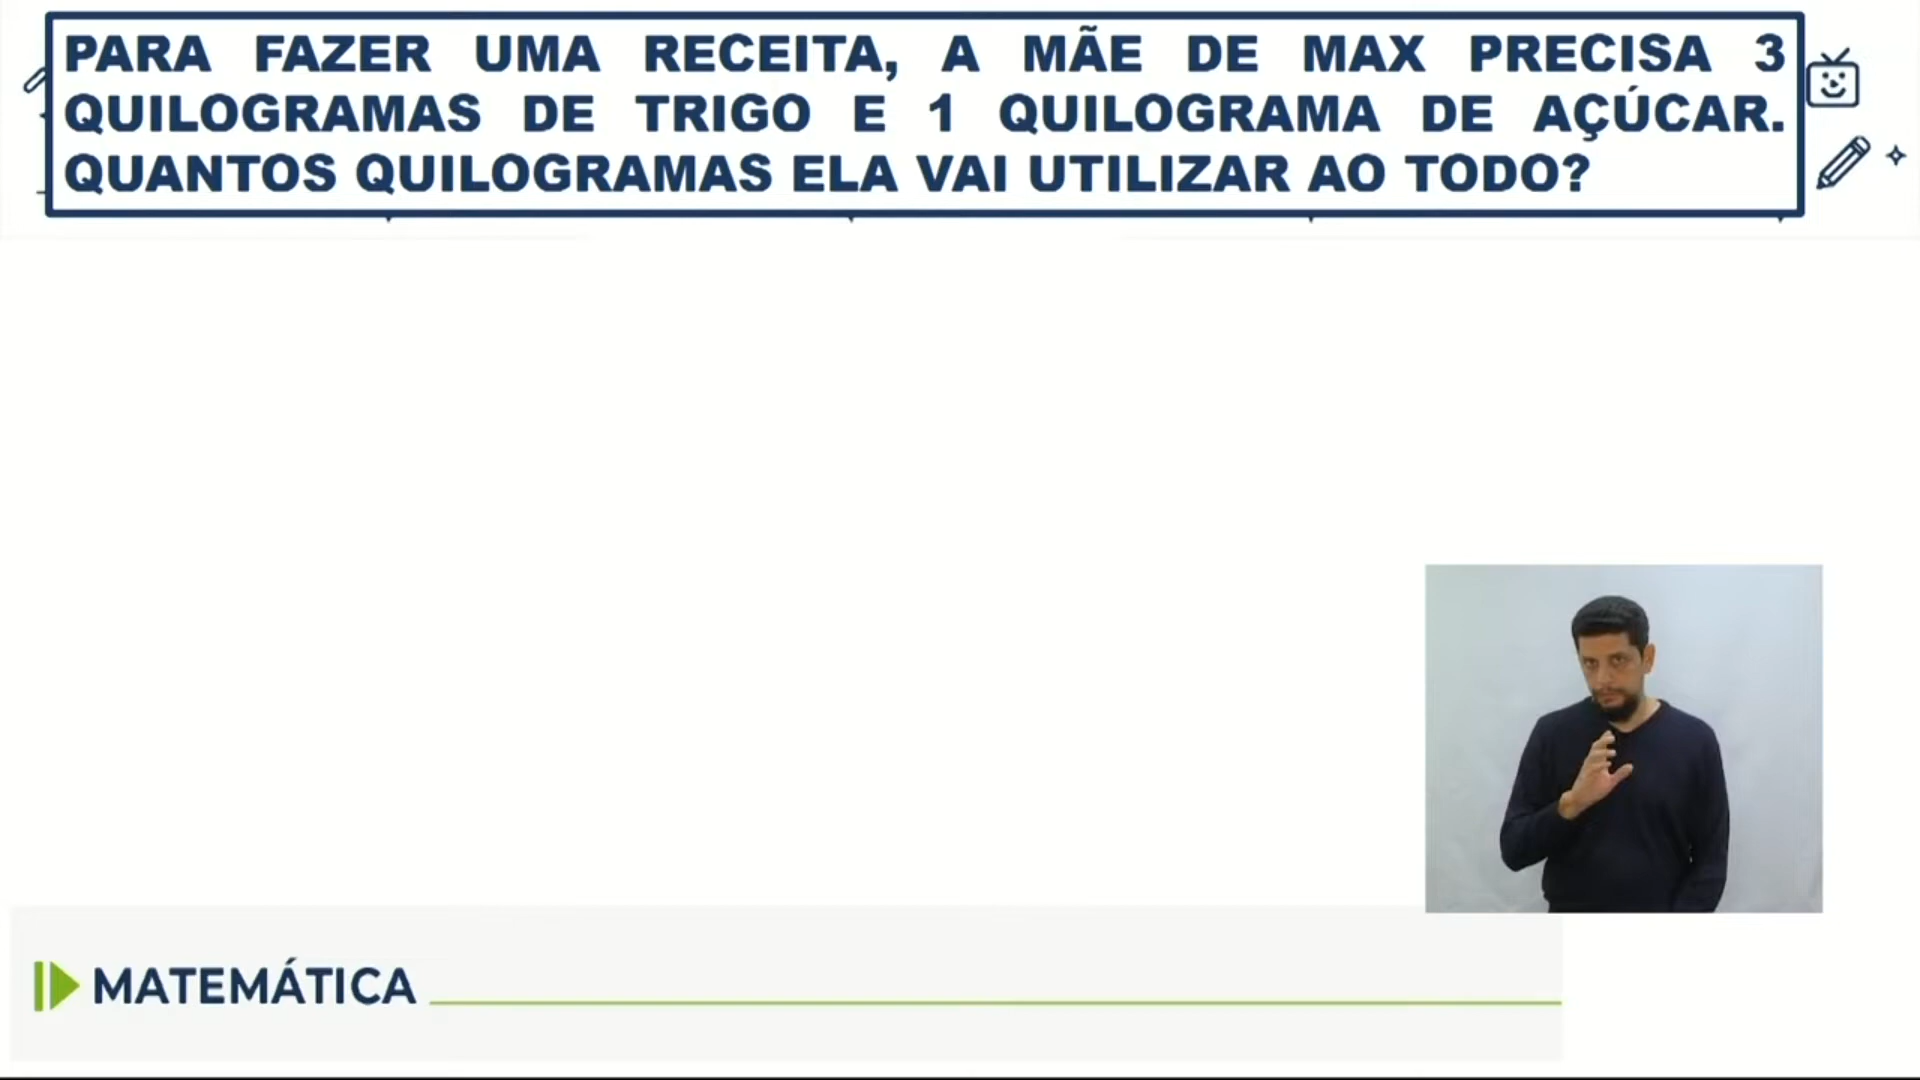 PARA FAZER UMA RECEITA, A MÃE DE MAX PRECISA 3
QUILOGRAMAS DE TRIGO E 1 QUILOGRAMA DE AÇÚCAR.
QUANTOS QUILOGRAMAS ELA VAI UTILIZAR AO TODO?
MATEMÁTICA